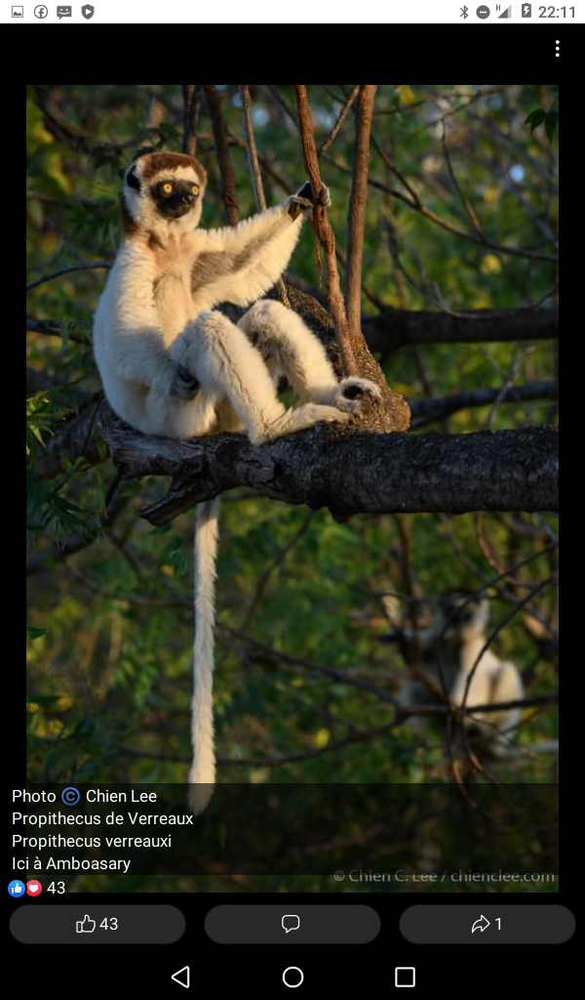 H 22:11
Photo © Chien Lee
Propithecus de Verreaux
Propithecus verreauxi
Ici à Amboasary
© Chien C. Lee / chienclee.com
43
43
1